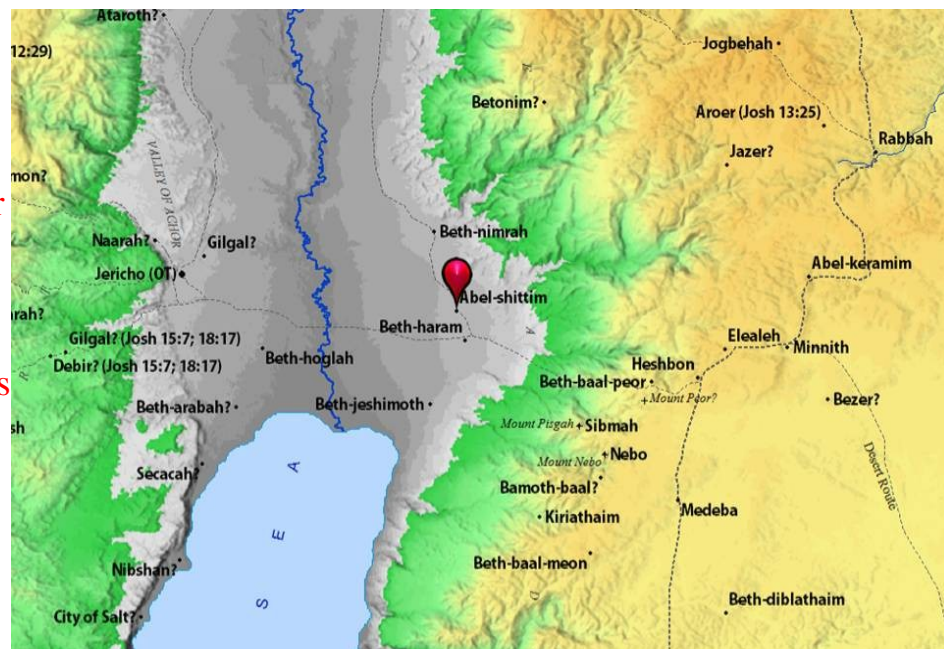 Ataroth?
12:29)
Jogbehah
Betonim?
Aroer (Josh 13:25)
Rabbah
Jazer?
VALLEY OF ACHOR
mon?
r
Naarah?
Gilgal?
Beth-nimrah
Jericho (OT)
Abel-keramim
Abel-shittim
arah?
Beth-haram
Gilgal? (Josh 15:7; 18:17)
Elealeh
Minnith
Debir? (Josh 15:7; 18:17)
Beth-hoglah
Heshbon
R
s
Beth-baal-peor
Mount Peor?
Bezer?
Beth-arabah?
Beth-jeshimoth
sh
Mount Pisgah
Sibmah
Nebo
Mount Nebo
Desert Route
Secacah?
Bamoth-baal?
Medeba
Kiriathaim
SEA
Beth-baal-meon
Nibshan?
Beth-diblathaim
City of Salt?
D